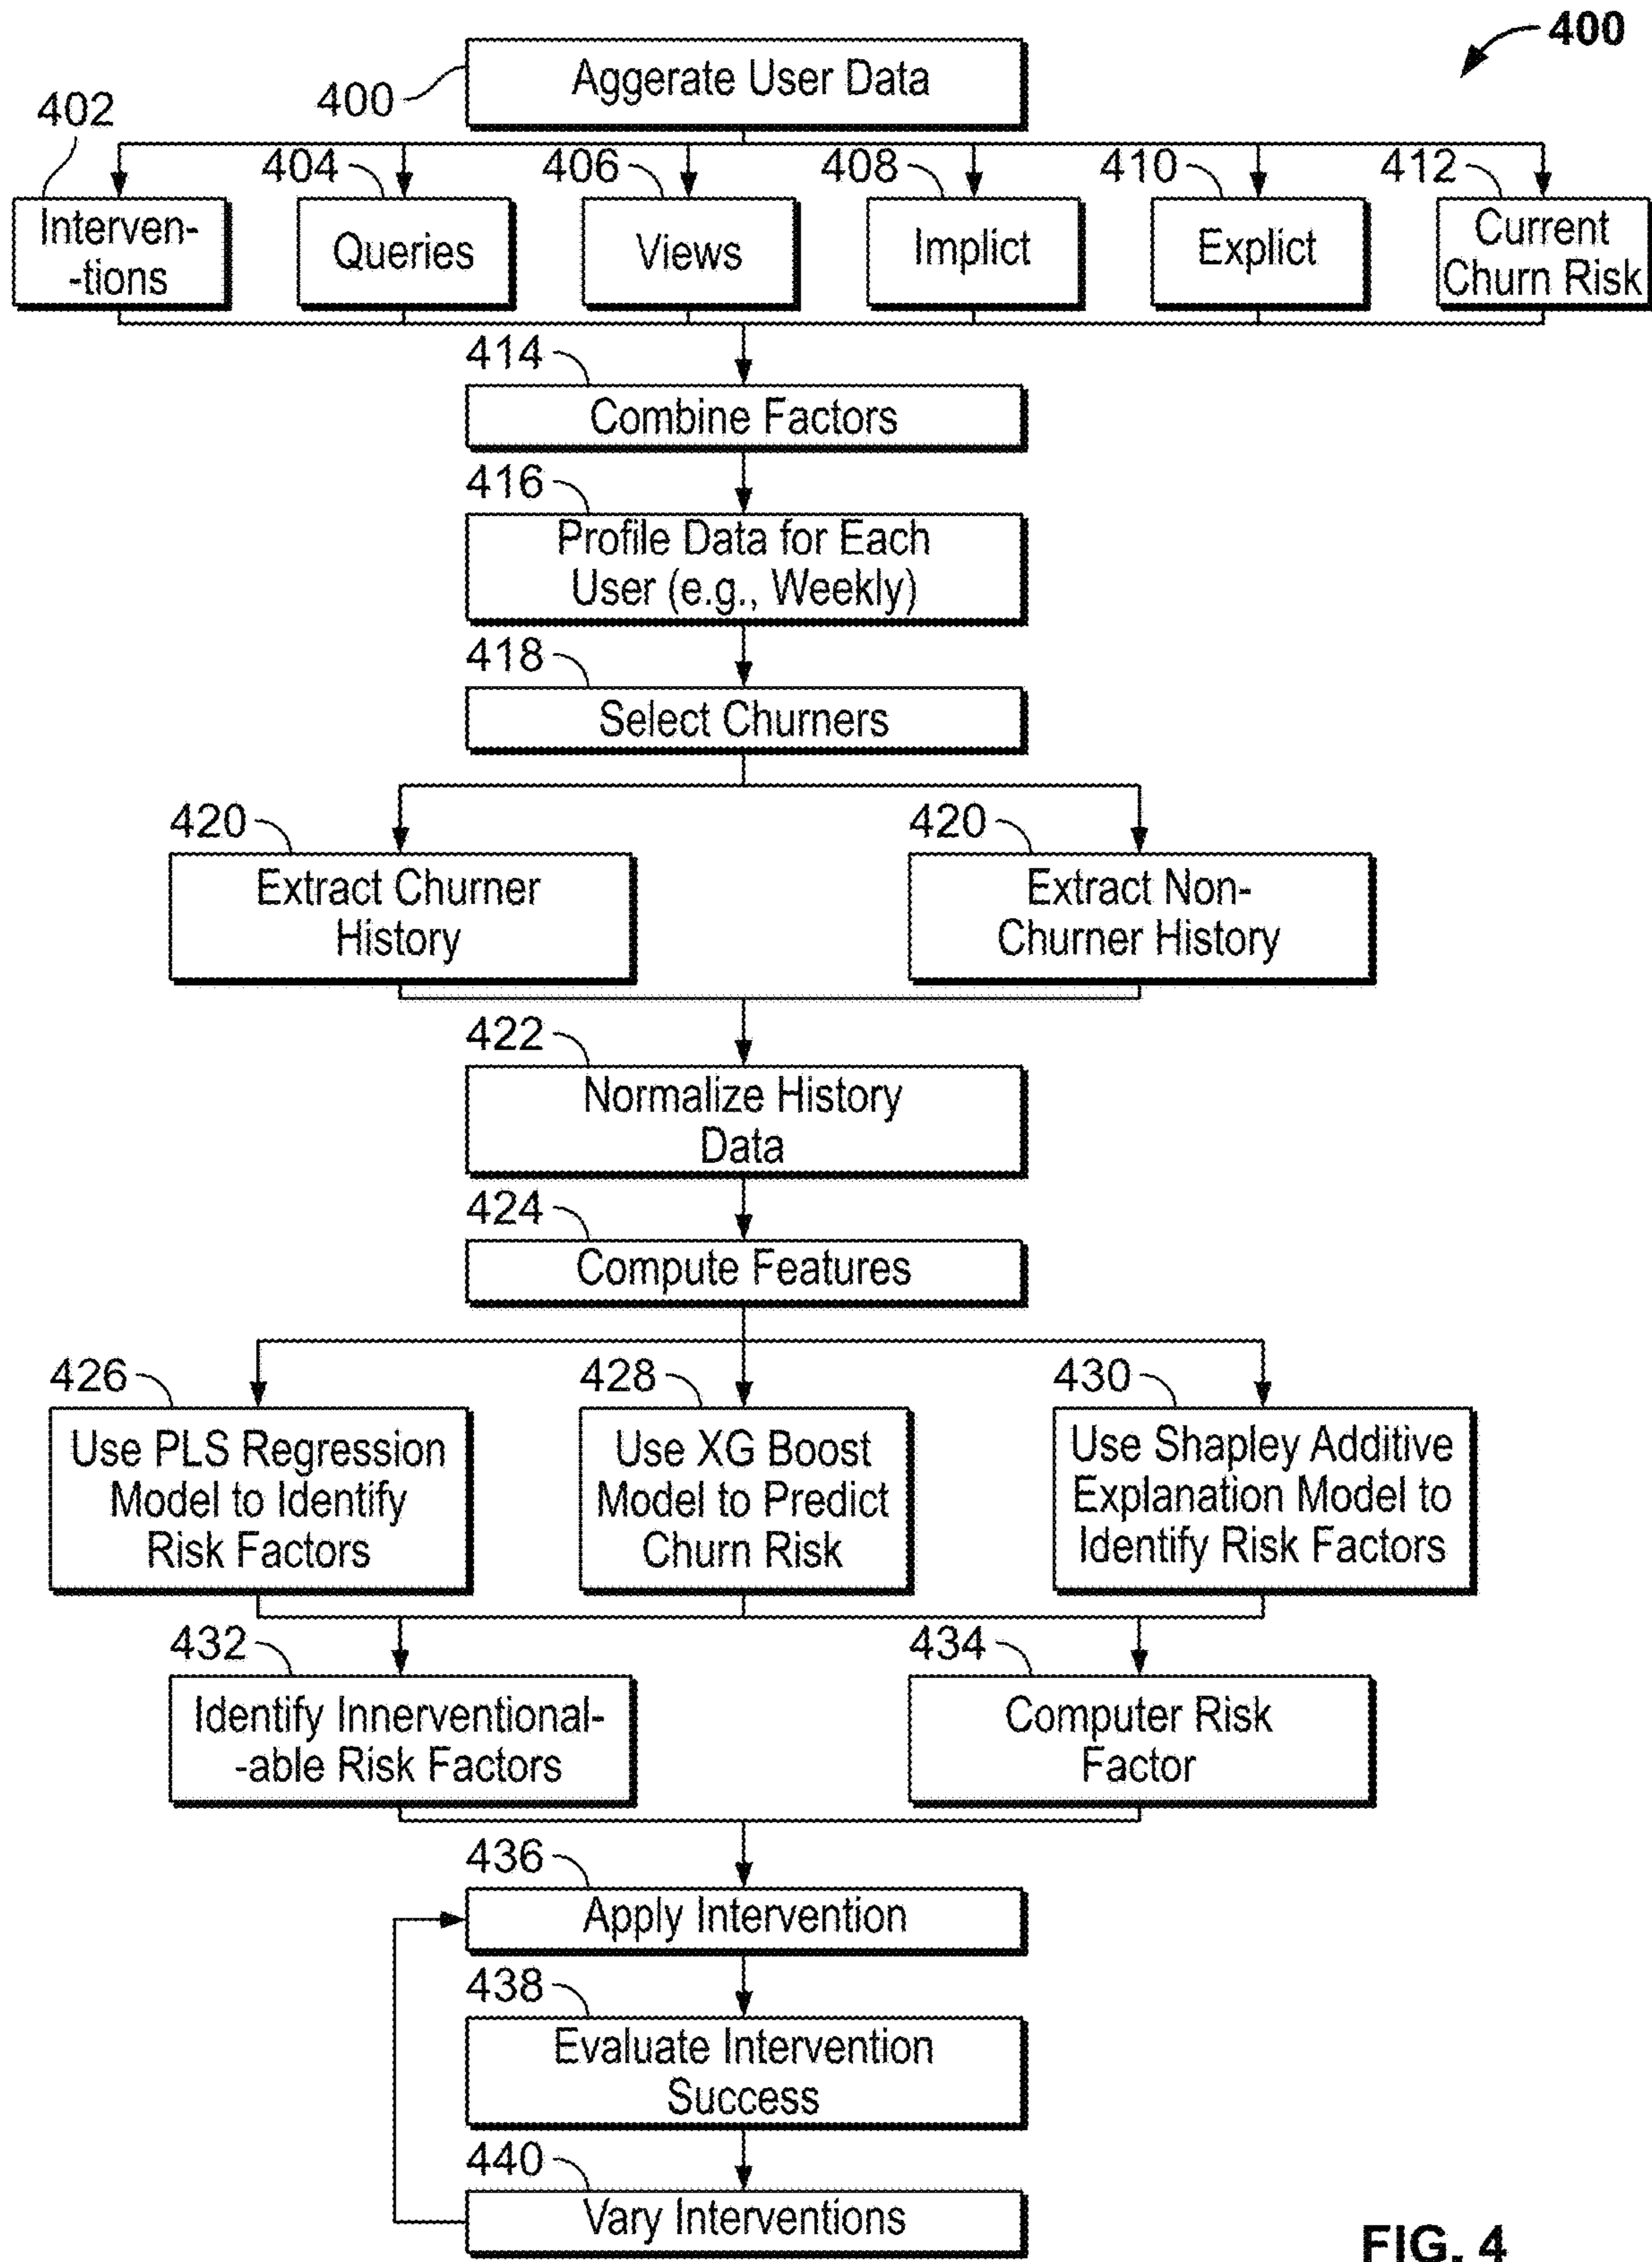 400
Aggerate User Data
400
402
404
406
408
410
412
Interven-
-tions
Queries
Views
Implict
Explict
Current
Churn Risk
414
Combine Factors
416
Profile Data for Each
User (e.g., Weekly)
418
Select Churners
420
Extract Churner
History
420
Extract Non-
Churner History
422
Normalize History
Data
424
Compute Features
426
Use PLS Regression
Model to Identify
Risk Factors
428
Use XG Boost
Model to Predict
Churn Risk
430
Use Shapley Additive
Explanation Model to
Identify Risk Factors
432
Identify Innerventional-
-able Risk Factors
434
Computer Risk
Factor
436
Apply Intervention
438
Evaluate Intervention
Success
440
Vary Interventions
FIG. 4